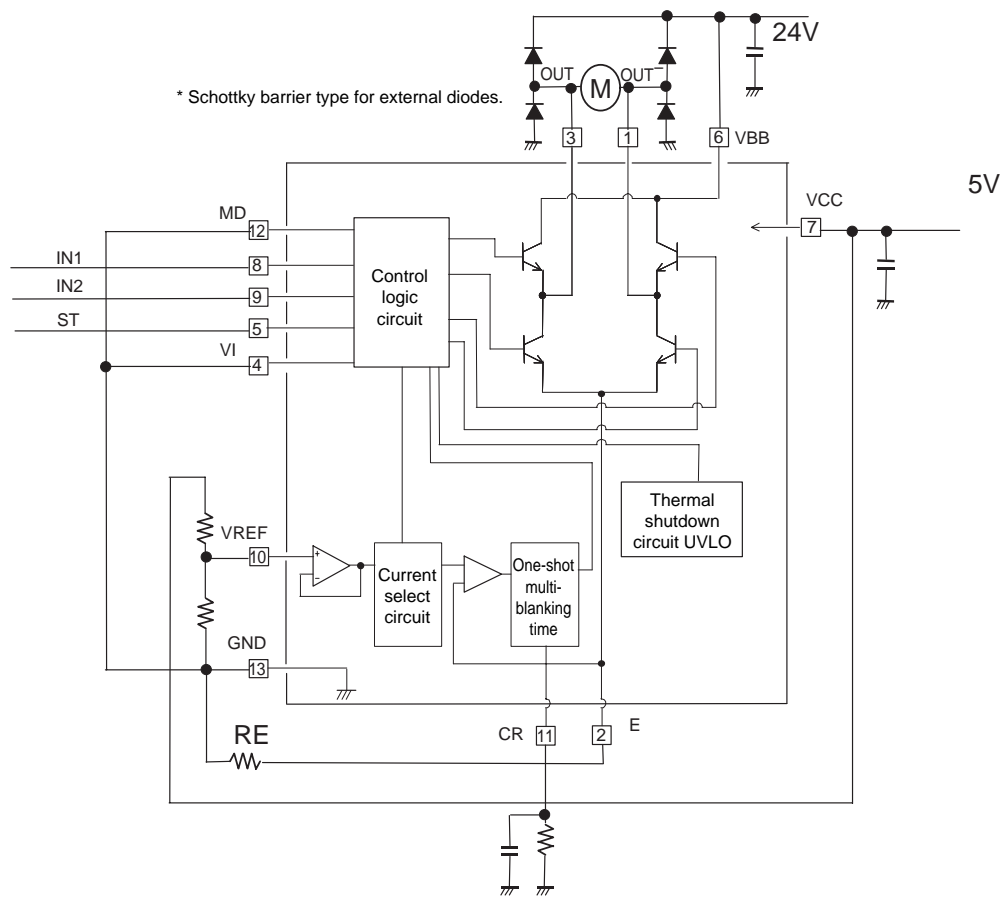 24V
OUT
OUT‾
M
* Schottky barrier type for external diodes.
3
1
6
VBB
5V
MD
VCC
12
7
IN1
8
IN2
9
ST
5
VI
4
Control
logic
circuit
Thermal
shutdown
circuit UVLO
VREF
10
+
−
Current
select
circuit
One-shot
multi-
blanking
time
GND
13
RE
CR
11
2
E